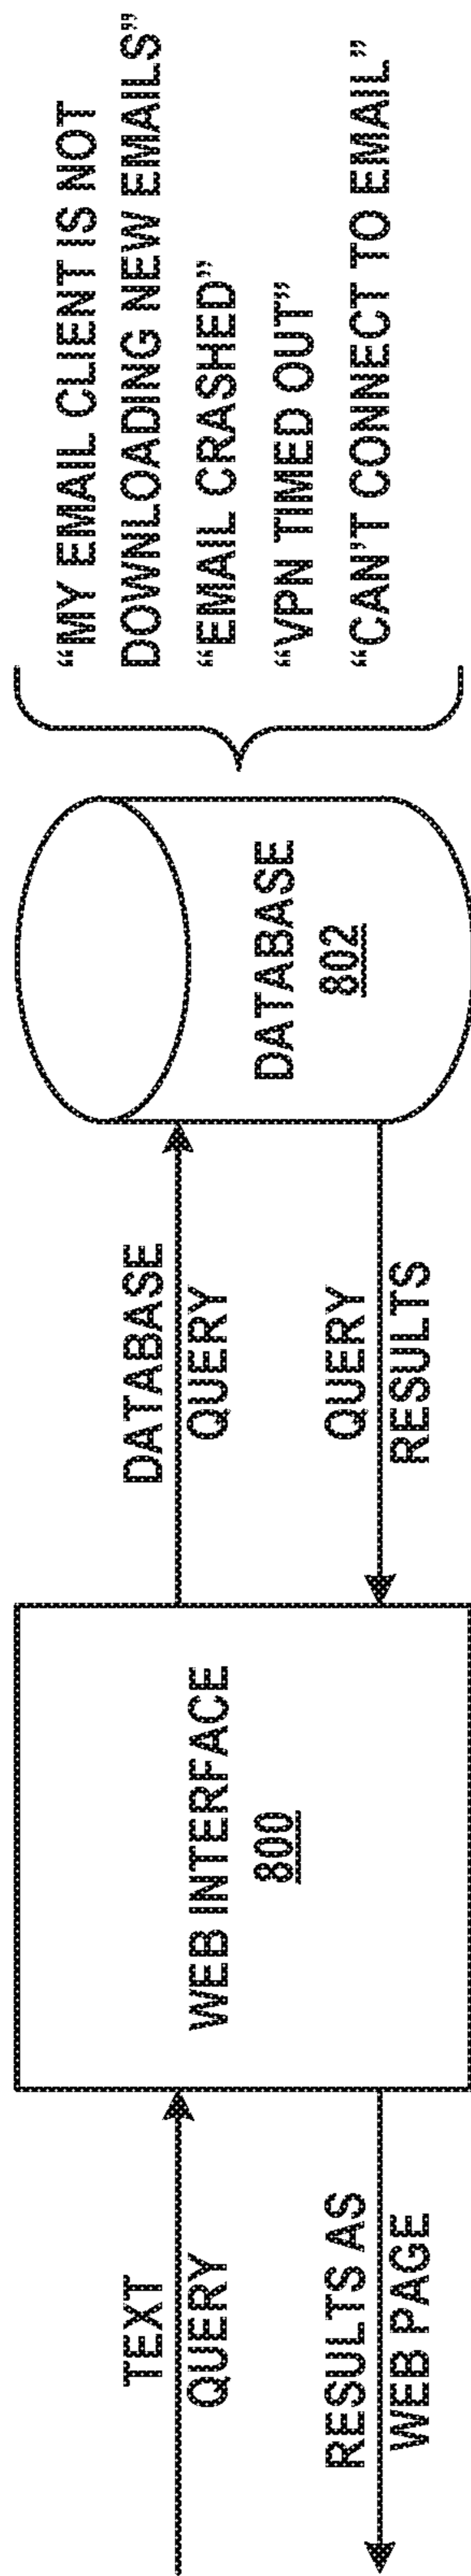 TEXT
QUERY
RESULTS AS
WEB PAGE
WEB INTERFACE
800
DATABASE
QUERY
QUERY
RESULTS
DATABASE
802
“MY EMAIL CLIENT IS NOT
DOWNLOADING NEW EMAILS”
“EMAIL CRASHED”
“VPN TIMED OUT”
“CAN’T CONNECT TO EMAIL”